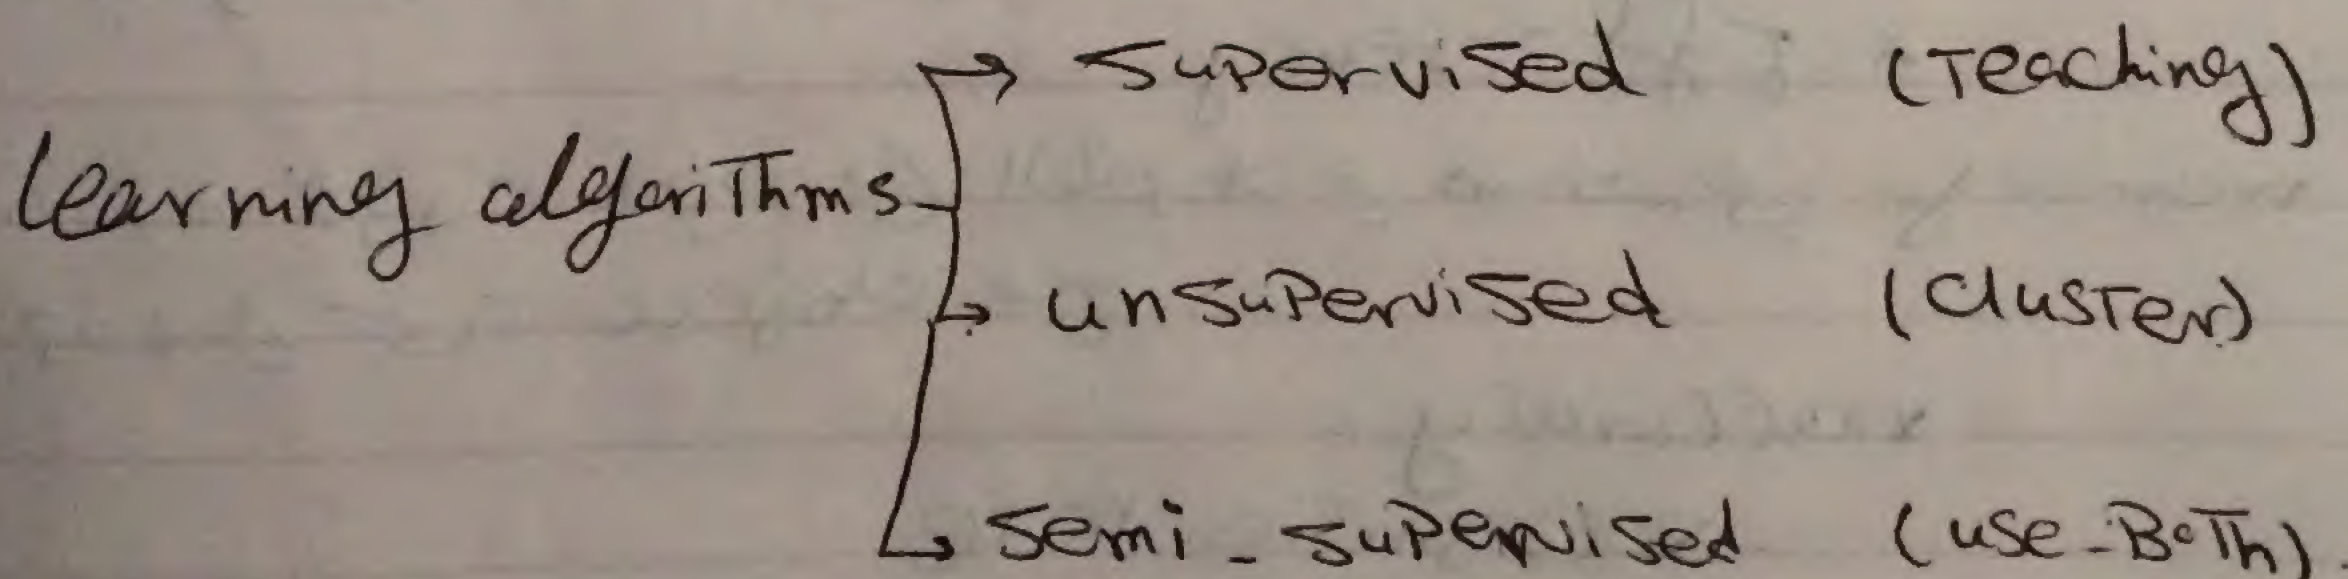 Supervised (Teaching)
Learning algorithms
unsupervised (Cluster)
Semi-supervised (use-Both)